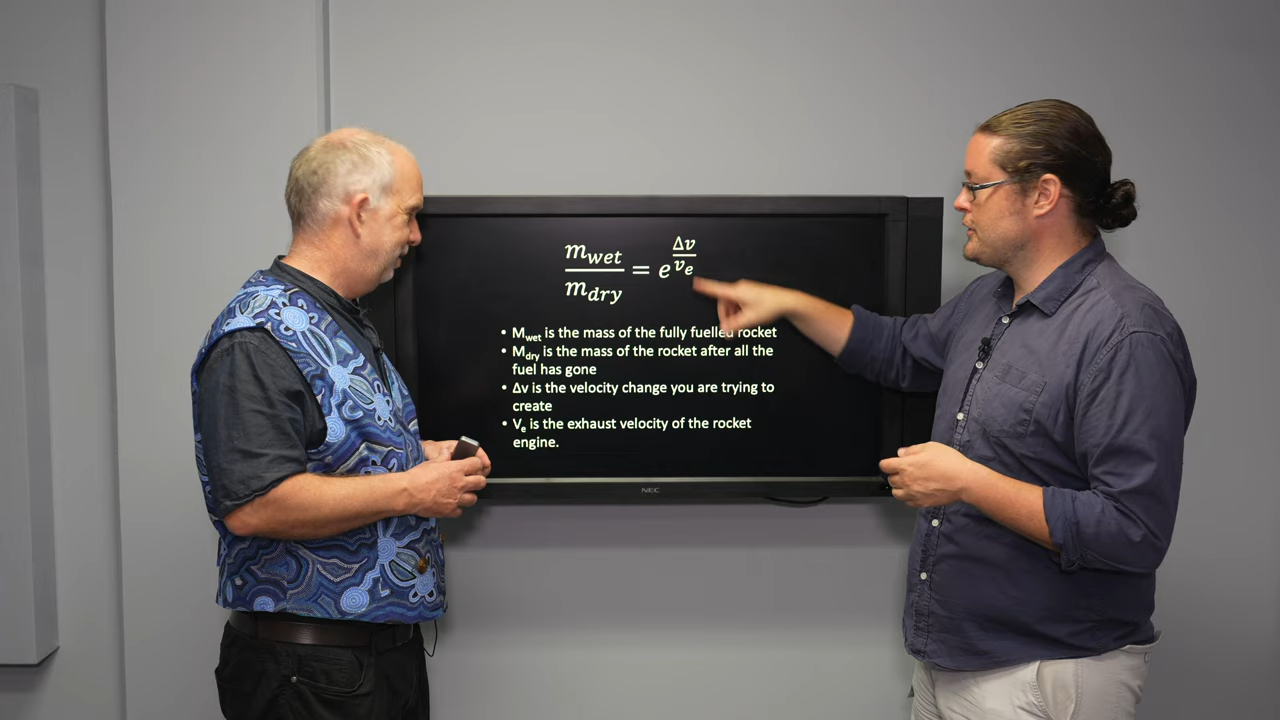 m_wet / m_dry = e^(Δv/v_e)
• M_wet is the mass of the fully fuelled rocket
• M_dry is the mass of the rocket after all the
fuel has gone
• Δv is the velocity change you are trying to
create
• V_e is the exhaust velocity of the rocket
engine.
NEC